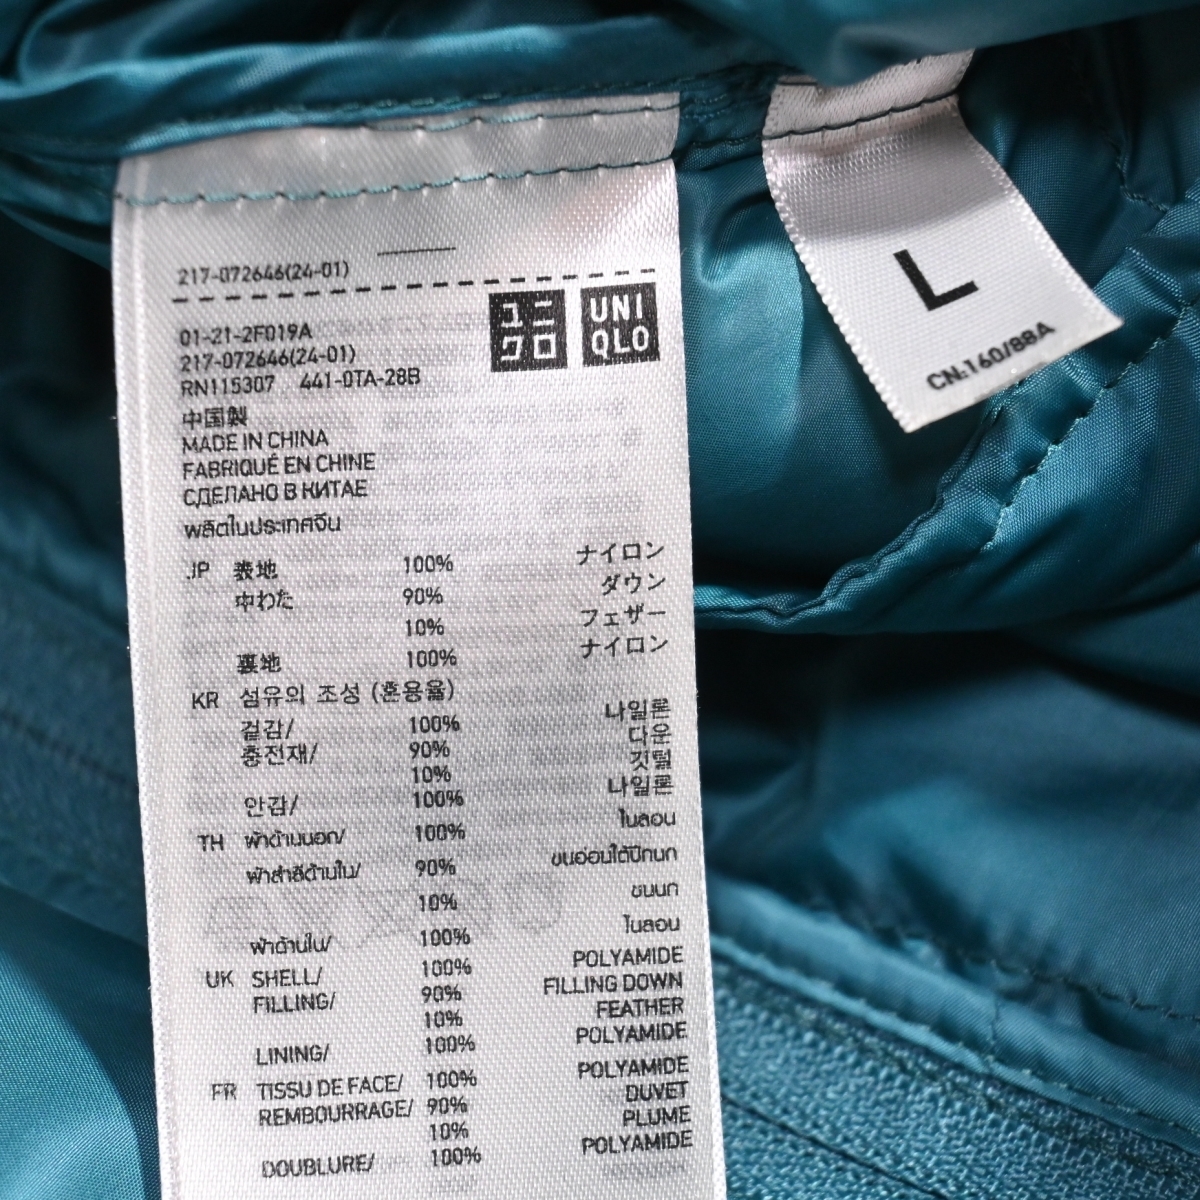 217-072646(24-01)
ユニクロ
UNIQLO
01-21-2F019A
217-072646(24-01)
RN115307 441-0TA-28B
中国製
MADE IN CHINA
FABRIQUÉ EN CHINE
СДЕЛАНО В КИТАЕ
ผลิตในประเทศจีน
JP 表地 100% ナイロン
中わた 90% ダウン
10% フェザー
裏地 100% ナイロン
KR 섬유의 조성 (혼용율)
겉감/ 100% 나일론
충전재/ 90% 다운
10% 깃털
안감/ 100% 나일론
TH ผ้าด้านนอก/ 100% ไนลอน
ผ้าสำลีด้านใน/ 90% ขนอ่อนใต้ปีกนก
10% ขนนก
ผ้าด้านใน/ 100% ไนลอน
UK SHELL/ 100% POLYAMIDE
FILLING/ 90% FILLING DOWN
10% FEATHER
LINING/ 100% POLYAMIDE
FR TISSU DE FACE/ 100% POLYAMIDE
REMBOURRAGE/ 90% DUVET
10% PLUME
DOUBLURE/ 100% POLYAMIDE
L
CN:160/88A